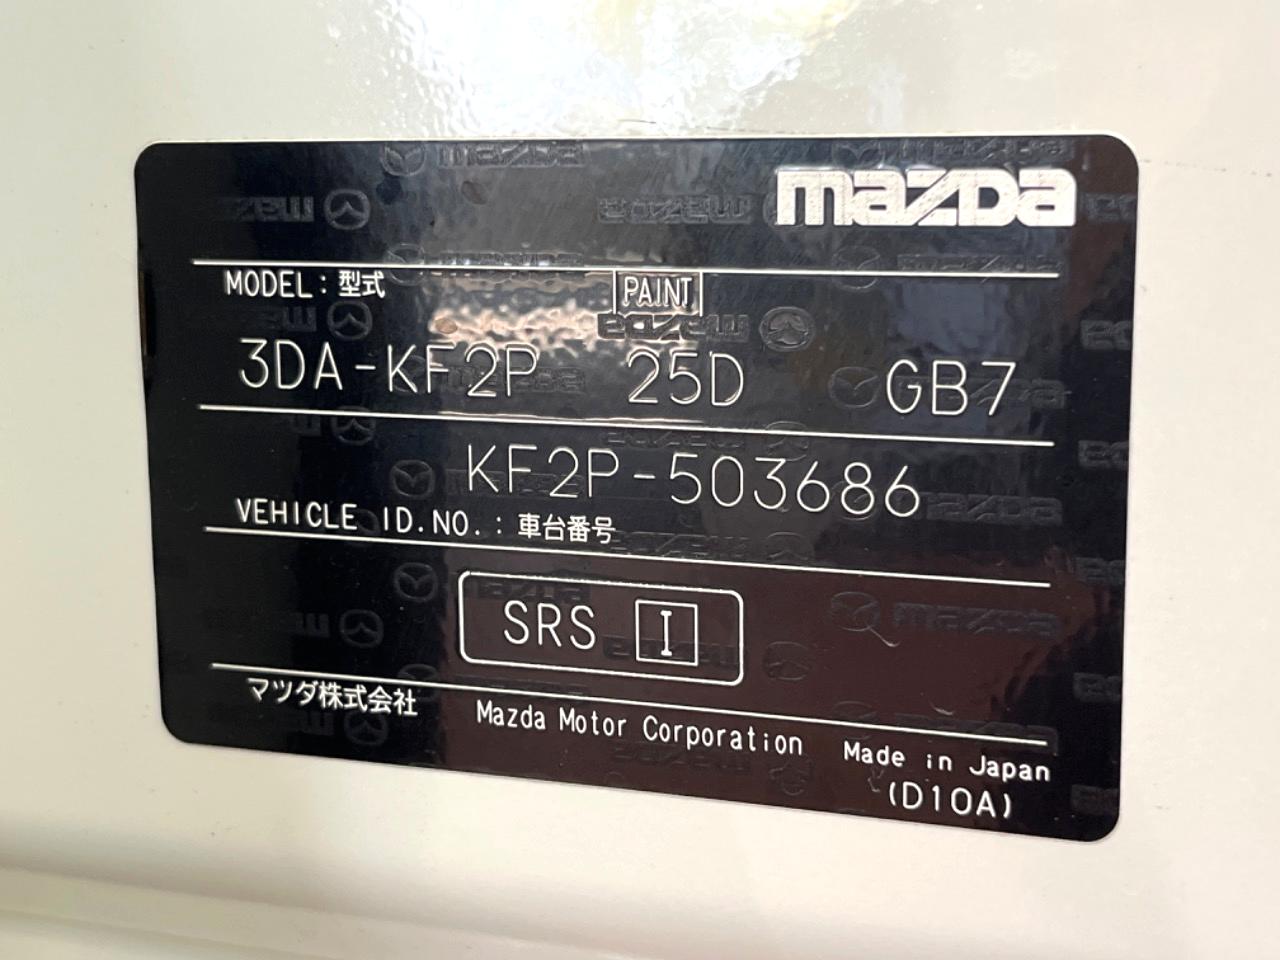 mazDa
MODEL : 型式 PAINT
3DA-KF2P 25D GB7
KF2P-503686
VEHICLE ID.NO. : 車台番号
SRS I
マツダ株式会社 Mazda Motor Corporation Made in Japan
(D10A)